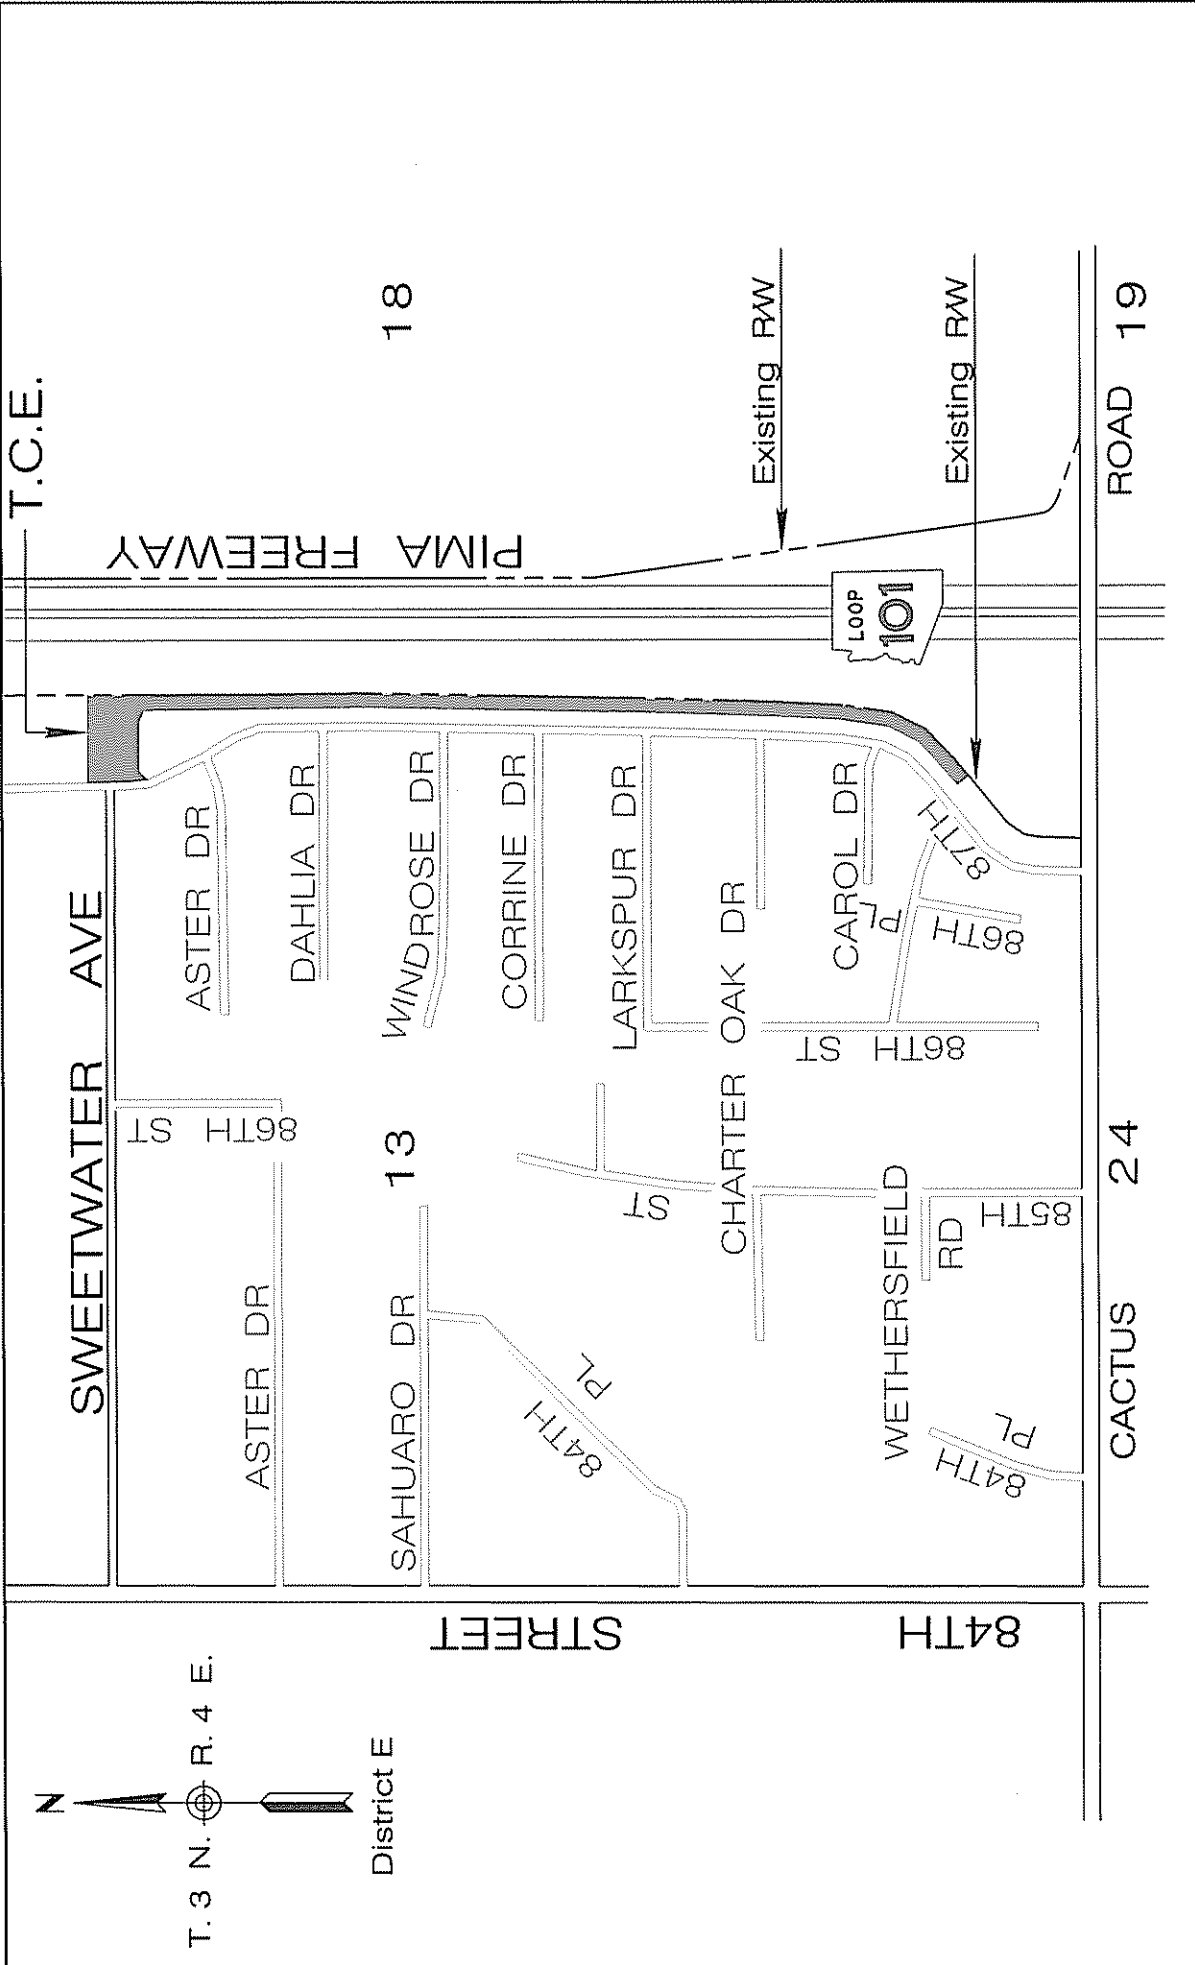 T.C.E.
N
T. 3 N. R. 4 E.
District E
SWEETWATER AVE
PIMA FREEWAY
18
ASTER DR
DAHLIA DR
WINDROSE DR
CORRINE DR
LARKSPUR DR
CHARTER OAK DR
CAROL DR
87TH
86TH PL
86TH ST
86TH ST
13
ASTER DR
SAHUARO DR
84TH PL
ST
85TH
WETHERSFIELD
RD
84TH PL
84TH STREET
LOOP
101
Existing R/W
Existing R/W
CACTUS ROAD
24
19